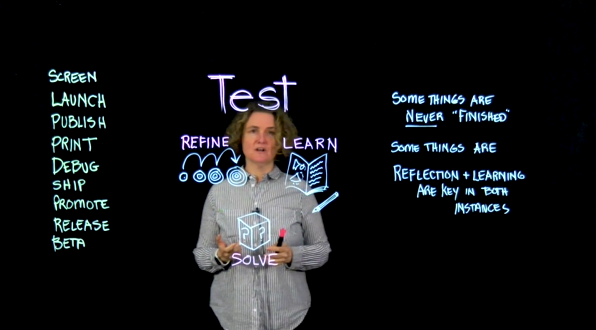 SCREEN
LAUNCH
PUBLISH
PRINT
DEBUG
SHIP
PROMOTE
RELEASE
BETA
Test
REFINE
LEARN
? ?
SOLVE
SOME THINGS ARE
NEVER "FINISHED"
SOME THINGS ARE
REFLECTION + LEARNING
ARE KEY IN BOTH
INSTANCES